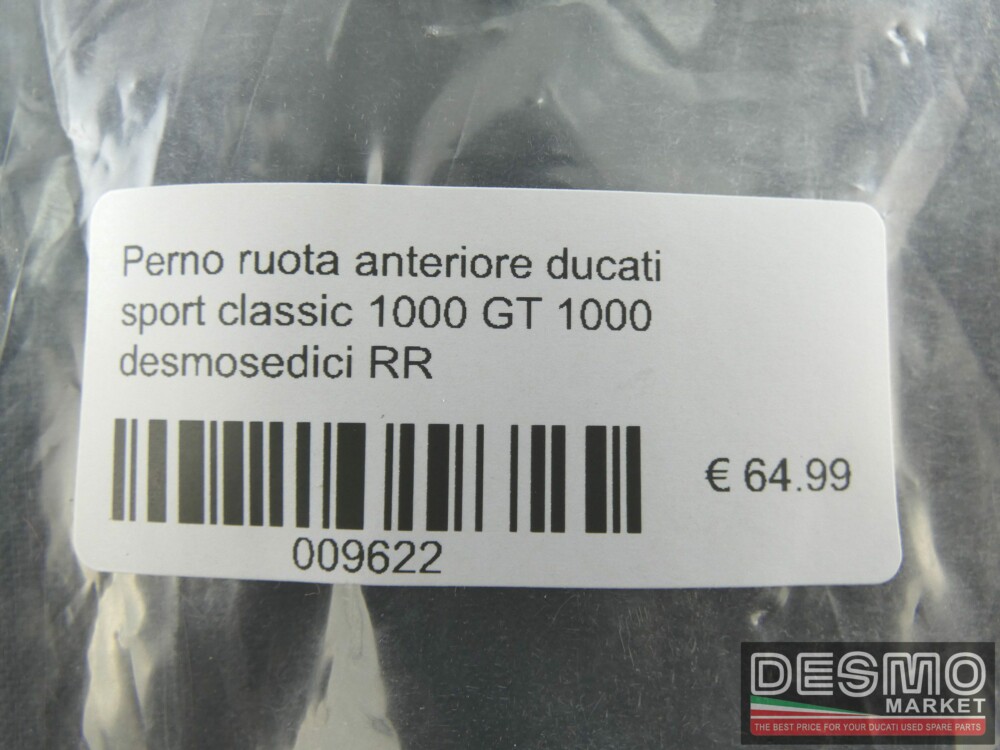 Perno ruota anteriore ducati
sport classic 1000 GT 1000
desmosedici RR
€ 64.99
009622
DESMO
MARKET
THE BEST PRICE FOR YOUR DUCATI USED SPARE PARTS